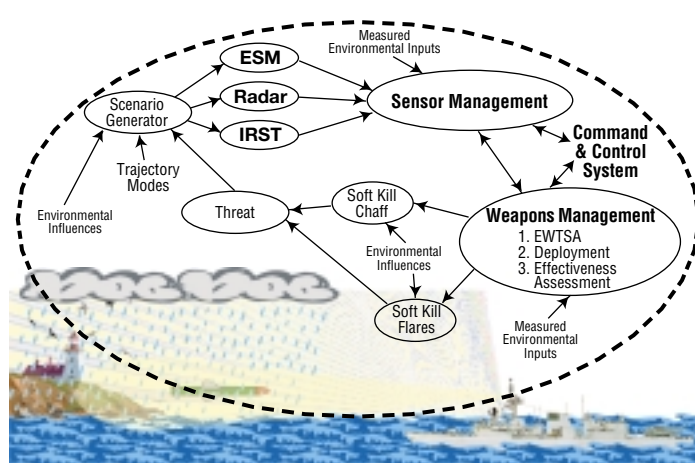 Measured
Environmental Inputs
ESM
Radar
IRST
Scenario
Generator
Sensor Management
Command
& Control
System
Trajectory
Modes
Environmental
Influences
Threat
Soft Kill
Chaff
Weapons Management
1. EWTSA
2. Deployment
3. Effectiveness
Assessment
Environmental
Influences
Soft Kill
Flares
Measured
Environmental
Inputs